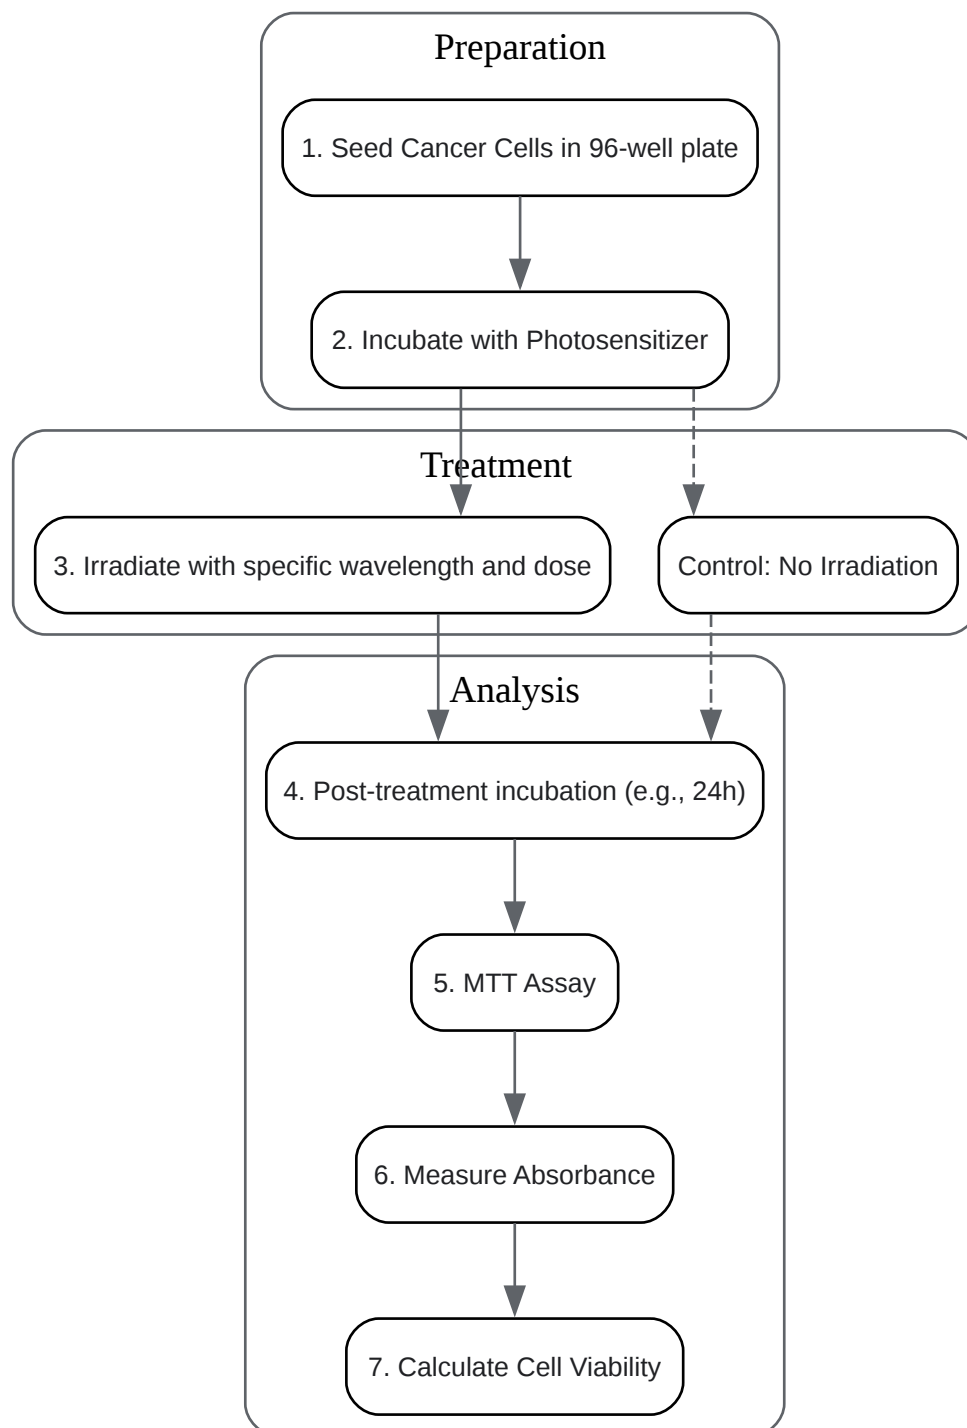 Preparation
1. Seed Cancer Cells in 96-well plate
2. Incubate with Photosensitizer
Treatment
3. Irradiate with specific wavelength and dose
Control: No Irradiation
Analysis
4. Post-treatment incubation (e.g., 24h)
5. MTT Assay
6. Measure Absorbance
7. Calculate Cell Viability